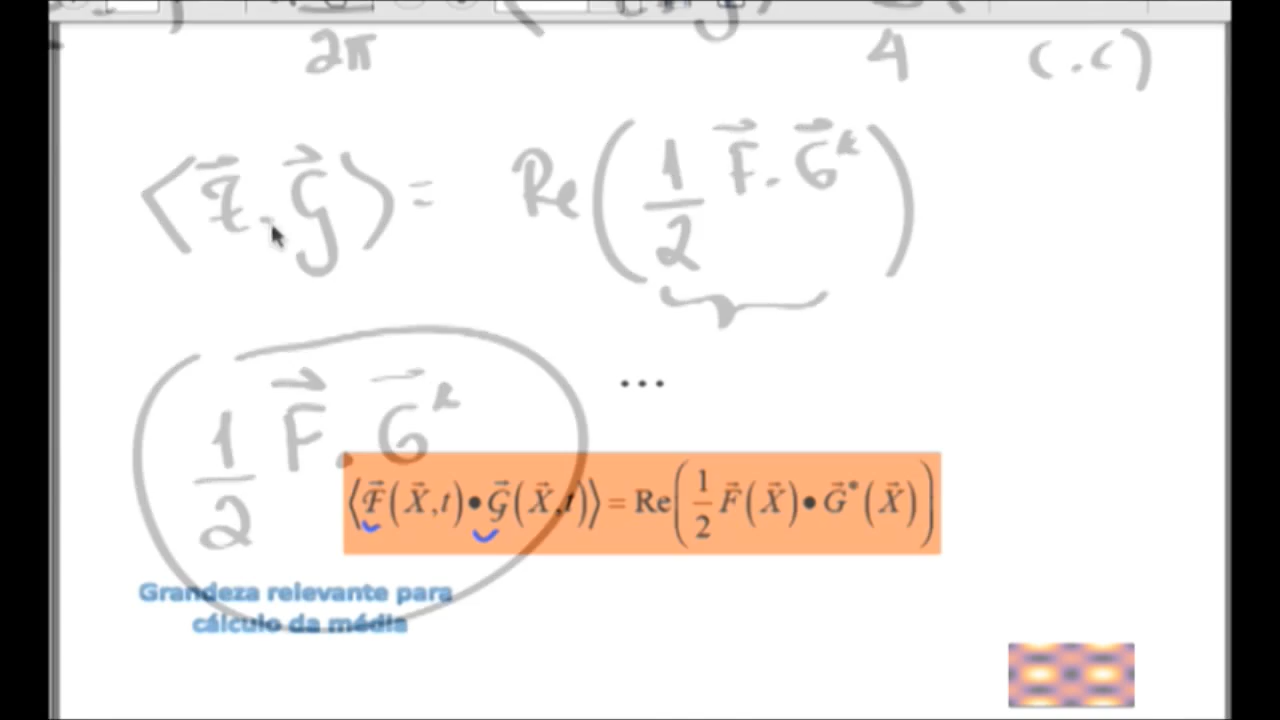 2π 4 (.c)
⟨ℱ⃗ . 𝒢⃗⟩ = Re(1/2 F⃗ . G⃗*)
...
1/2 F⃗ . G⃗*
⟨ℱ⃗(X⃗,t)•𝒢⃗(X⃗,t)⟩ = Re(1/2 F⃗(X⃗)•G⃗*(X⃗))
Grandeza relevante para
cálculo da média